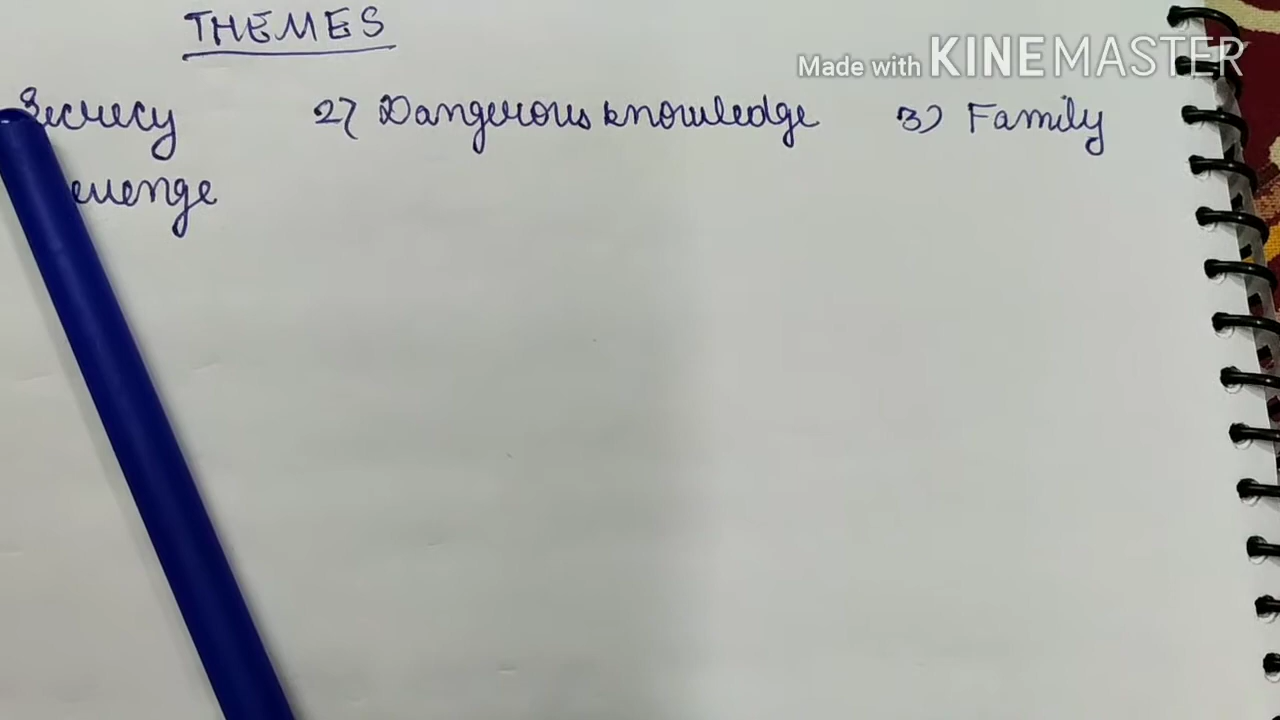 THEMES
Made with KINEMASTER
Secrecy 2) Dangerous knowledge 3) Family
evenge